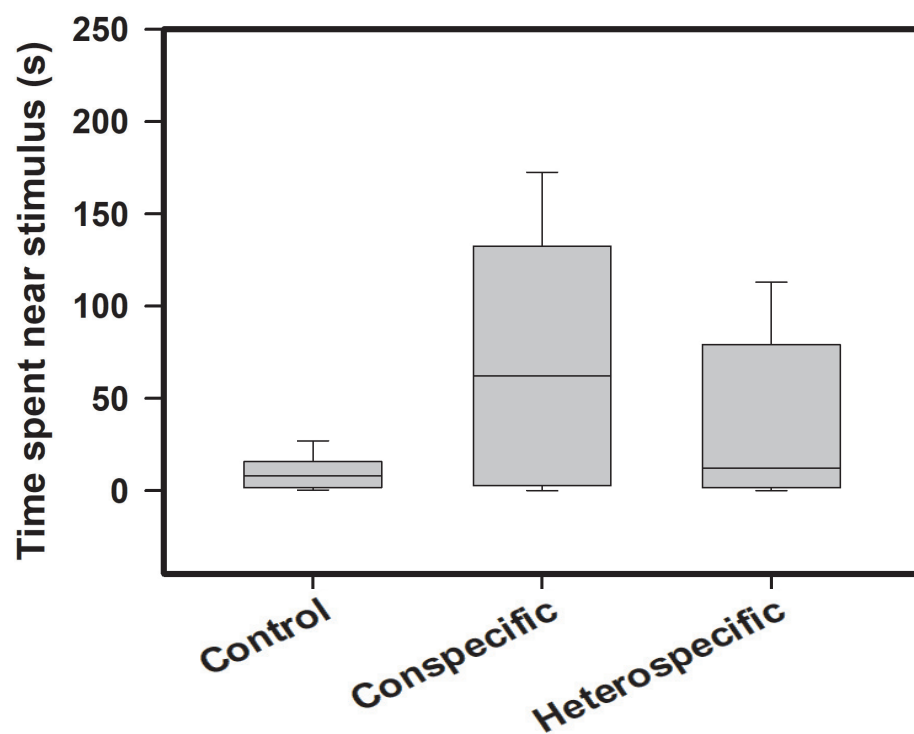 Time spent near stimulus (s)
250
200
150
100
50
0
Control
Conspecific
Heterospecific